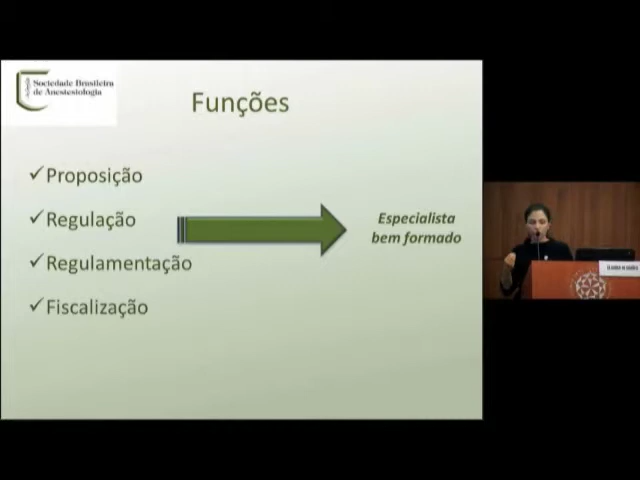 Sociedade Brasileira
de Anestesiologia
Funções
✓Proposição
✓Regulação
✓Regulamentação
✓Fiscalização
Especialista
bem formado